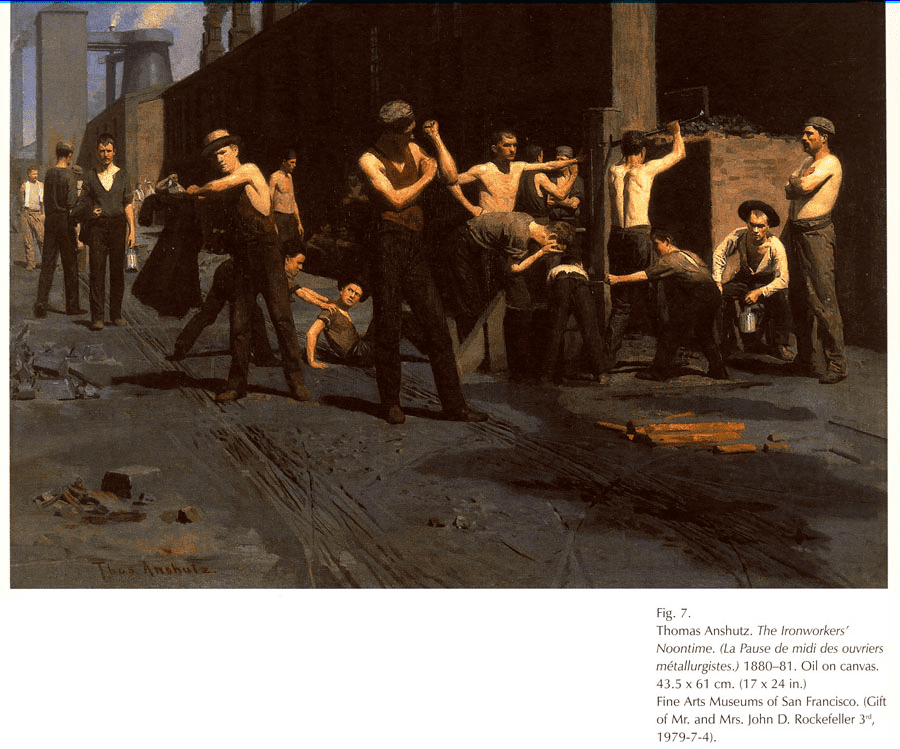 Thos. Anshutz.
Fig. 7.
Thomas Anshutz. The Ironworkers’
Noontime. (La Pause de midi des ouvriers
métallurgistes.) 1880–81. Oil on canvas.
43.5 x 61 cm. (17 x 24 in.)
Fine Arts Museums of San Francisco. (Gift
of Mr. and Mrs. John D. Rockefeller 3rd,
1979-7-4).